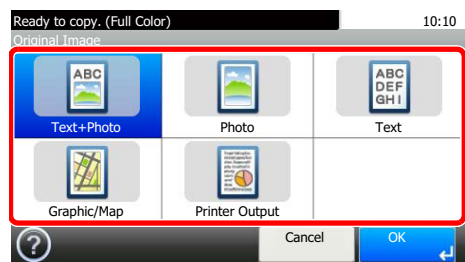 Ready to copy. (Full Color) 10:10
Original Image
ABC
ABC
DEF
GHI
Text+Photo Photo Text
Graphic/Map Printer Output
? Cancel OK